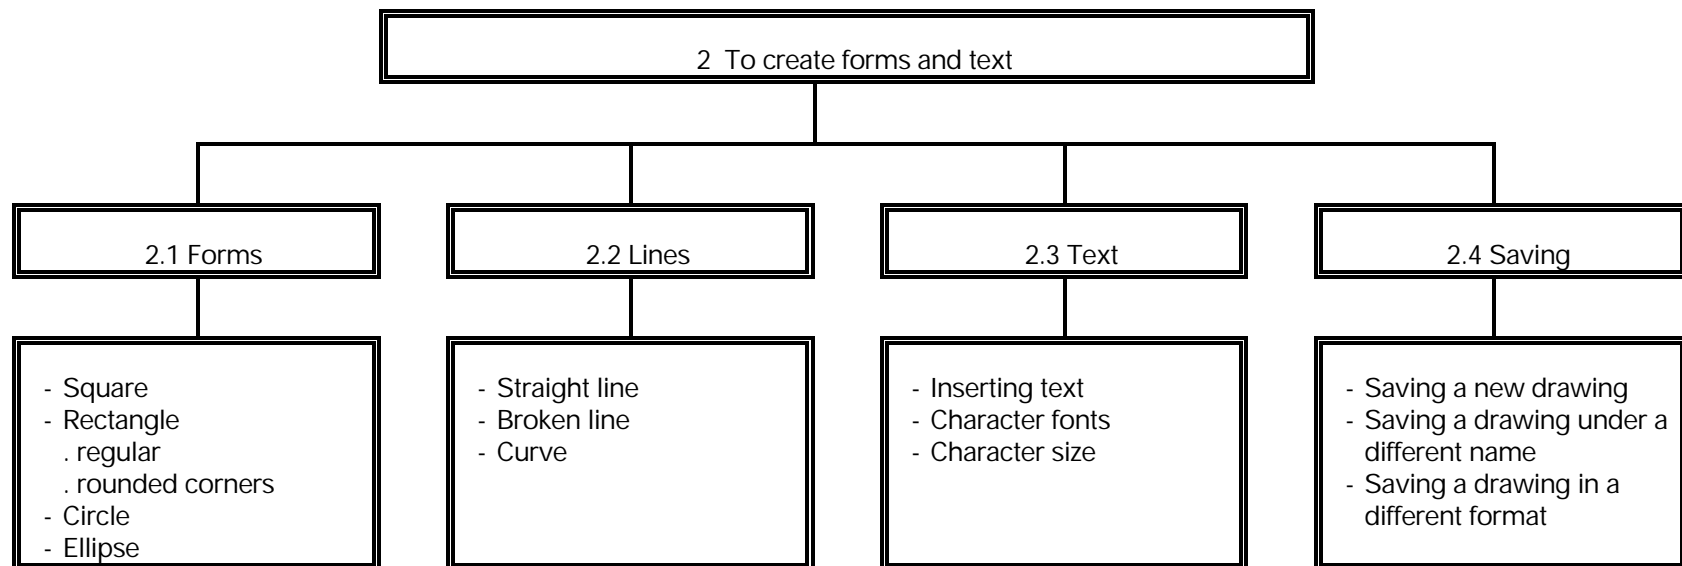 2 To create forms and text
2.1 Forms
2.2 Lines
2.3 Text
2.4 Saving
- Square
- Rectangle
. regular
. rounded corners
- Circle
- Ellipse
- Straight line
- Broken line
- Curve
- Inserting text
- Character fonts
- Character size
- Saving a new drawing
- Saving a drawing under a
different name
- Saving a drawing in a
different format